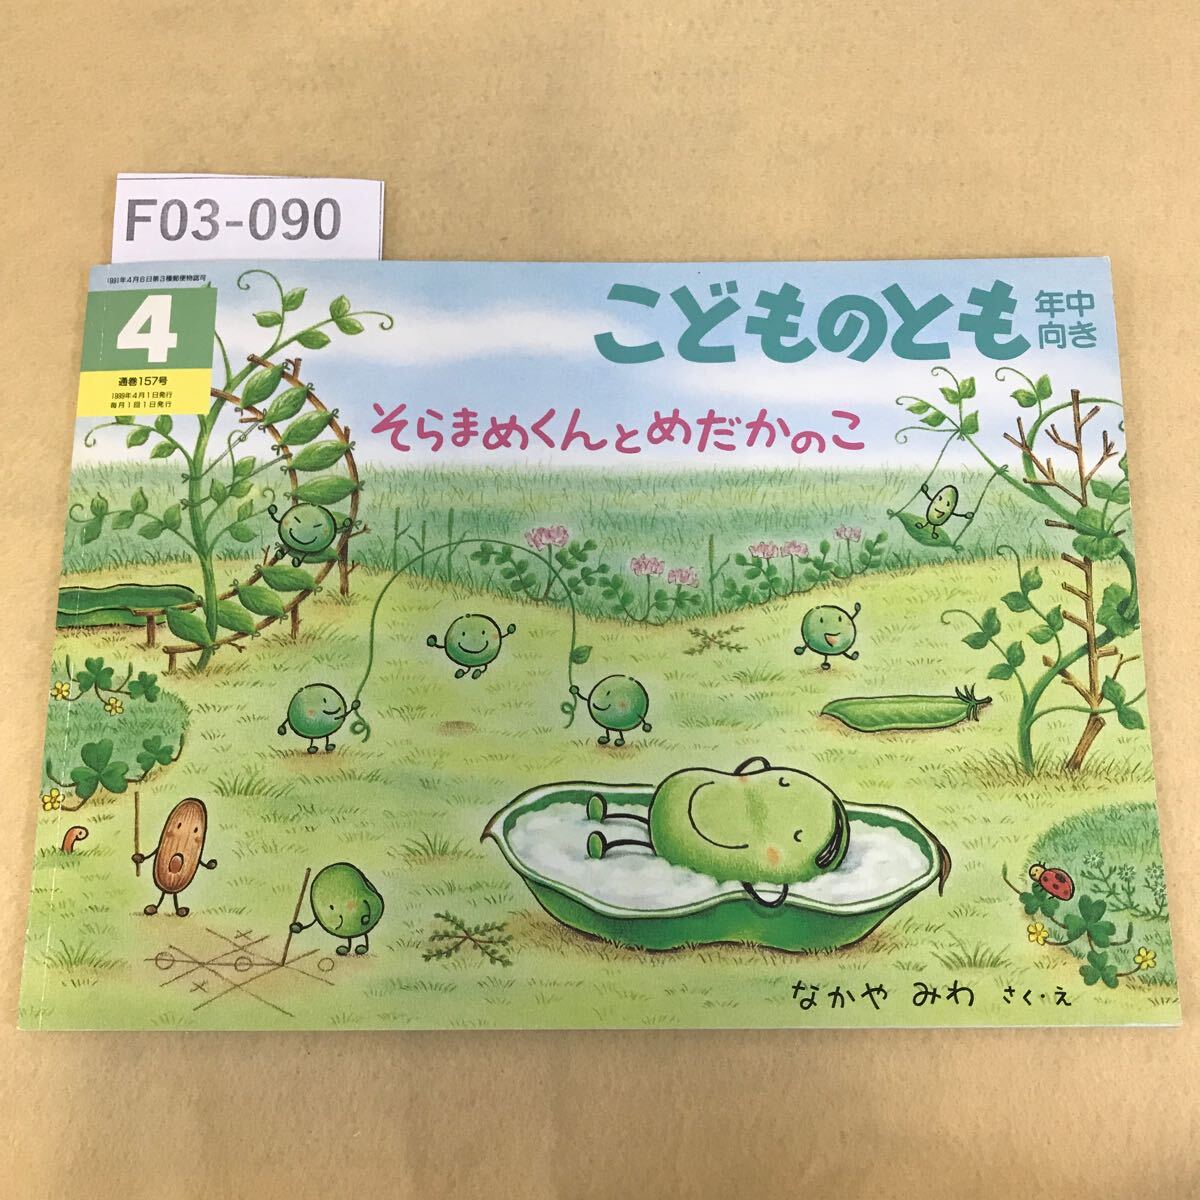 F03-090
1991年4月6日第3種郵便物認可
4
通巻157号
1999年4月1日発行
毎月1回1日発行
こどものとも
年中
向き
そらまめくんとめだかのこ
なかや みわ さく・え